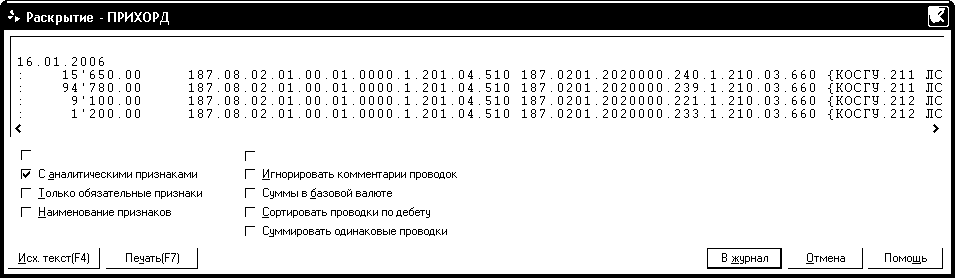 Раскрытие - ПРИХОРД
16.01.2006
: 15'650.00 187.08.02.01.00.01.0000.1.201.04.510 187.0201.2020000.240.1.210.03.660 {КОСГУ.211 ЛС
: 94'780.00 187.08.02.01.00.01.0000.1.201.04.510 187.0201.2020000.239.1.210.03.660 {КОСГУ.211 ЛС
: 9'100.00 187.08.02.01.00.01.0000.1.201.04.510 187.0201.2020000.221.1.210.03.660 {КОСГУ.212 ЛС
: 1'200.00 187.08.02.01.00.01.0000.1.201.04.510 187.0201.2020000.233.1.210.03.660 {КОСГУ.212 ЛС
С аналитическими признаками
Игнорировать комментарии проводок
Только обязательные признаки
Суммы в базовой валюте
Наименование признаков
Сортировать проводки по дебету
Суммировать одинаковые проводки
Исх. текст(F4) Печать(F7) В журнал Отмена Помощь